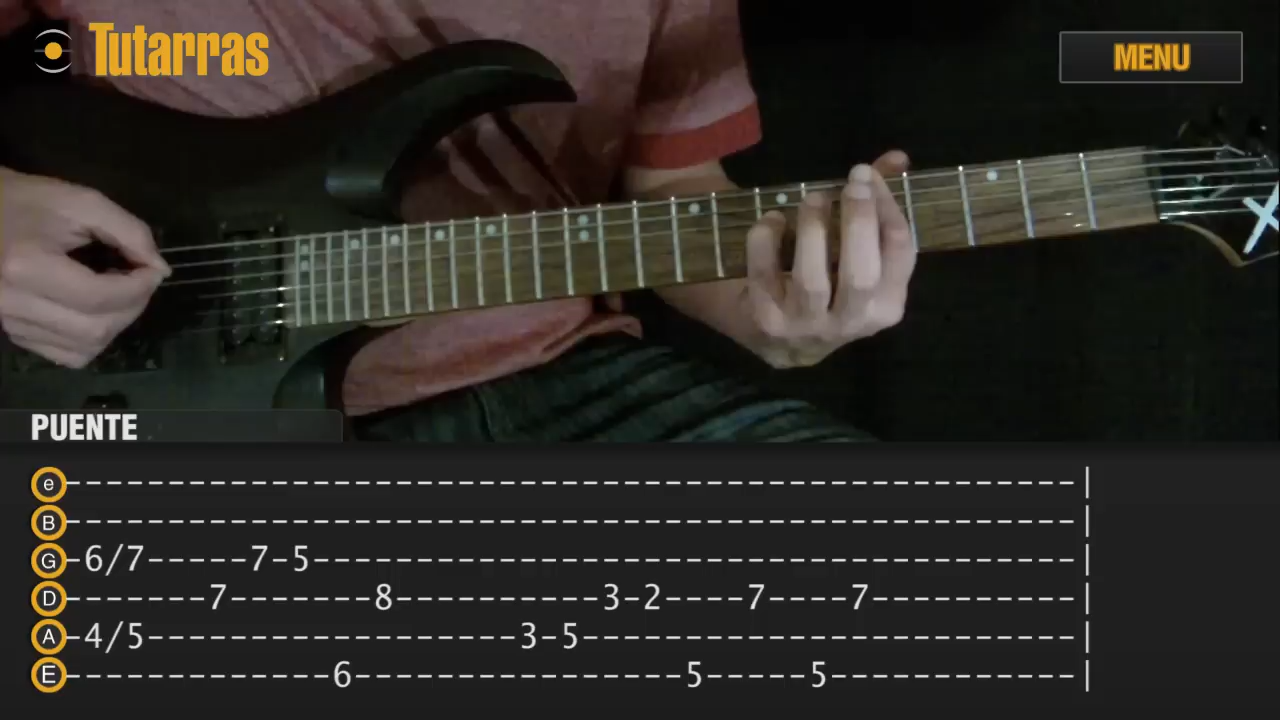 Tutarras
MENU
PUENTE
e-------------------------------------------------|
B-------------------------------------------------|
G-6/7-----7-5-------------------------------------|
D-------7-------8----------3-2----7----7----------|
A-4/5------------------3-5------------------------|
E-------------6----------------5-----5------------|